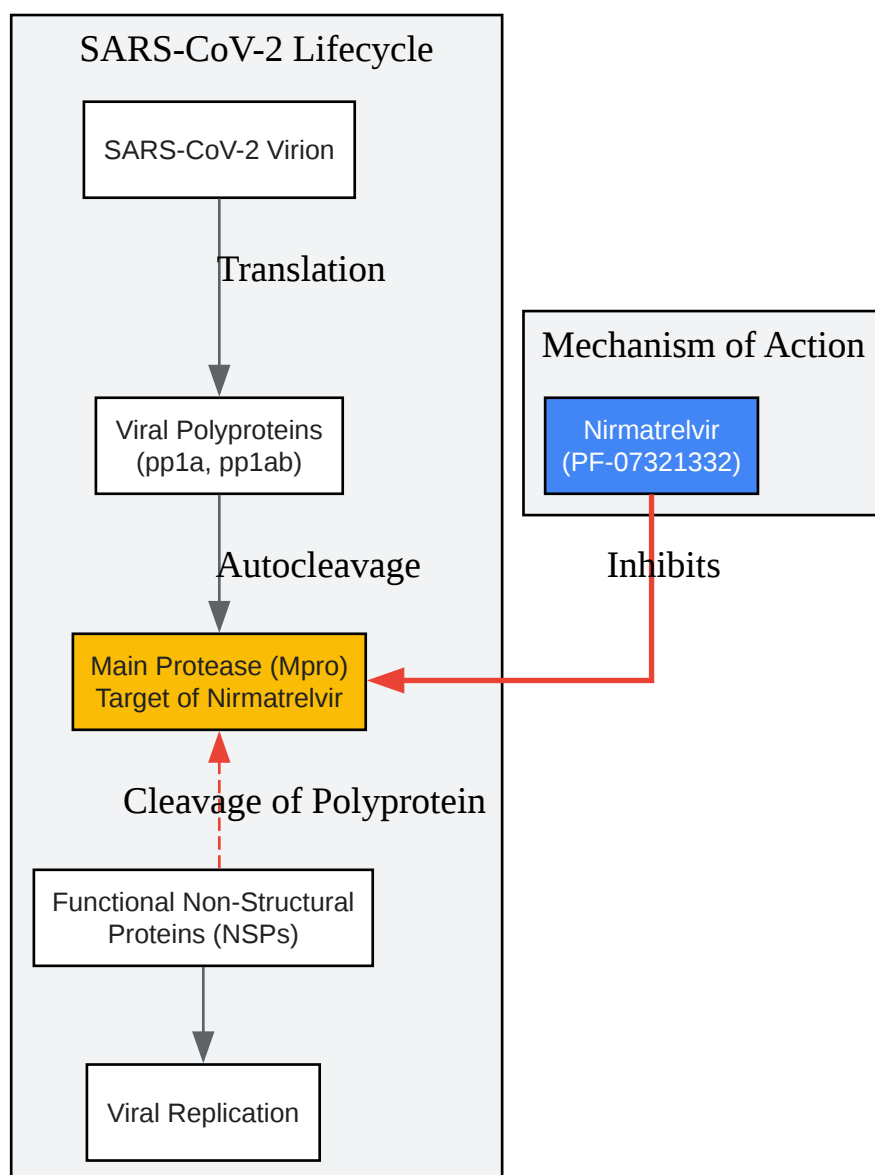 SARS-CoV-2 Lifecycle
SARS-CoV-2 Virion
Translation
Mechanism of Action
Viral Polyproteins
(pp1a, pp1ab)
Nirmatrelvir
(PF-07321332)
Autocleavage
Inhibits
Main Protease (Mpro)
Target of Nirmatrelvir
Cleavage of Polyprotein
Functional Non-Structural
Proteins (NSPs)
Viral Replication